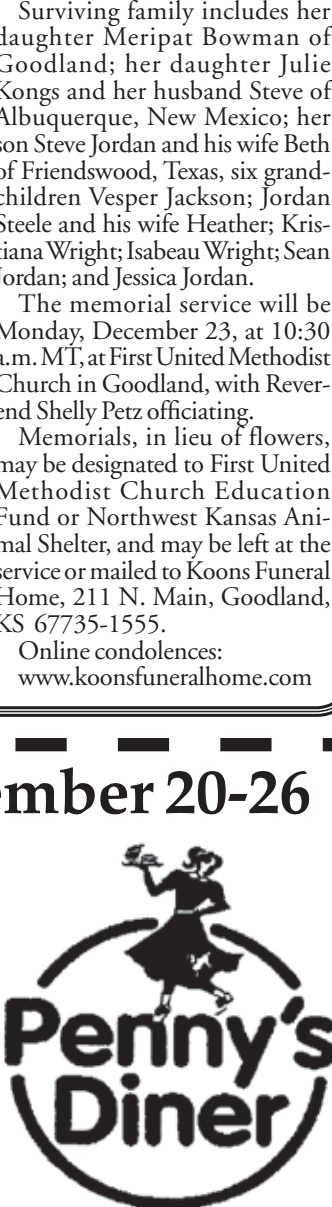 Surviving family includes her
daughter Meripat Bowman of
Goodland; her daughter Julie
Kongs and her husband Steve of
Albuquerque, New Mexico; her
son Steve Jordan and his wife Beth
of Friendswood, Texas, six grand-
children Vesper Jackson; Jordan
Steele and his wife Heather; Kris-
tiana Wright; Isabeau Wright; Sean
Jordan; and Jessica Jordan.
The memorial service will be
Monday, December 23, at 10:30
a.m. MT, at First United Methodist
Church in Goodland, with Rever-
end Shelly Petz officiating.
Memorials, in lieu of flowers,
may be designated to First United
Methodist Church Education
Fund or Northwest Kansas Ani-
mal Shelter, and may be left at the
service or mailed to Koons Funeral
Home, 211 N. Main, Goodland,
KS 67735-1555.
Online condolences:
www.koonsfuneralhome.com
ember 20-26
Penny's
Diner